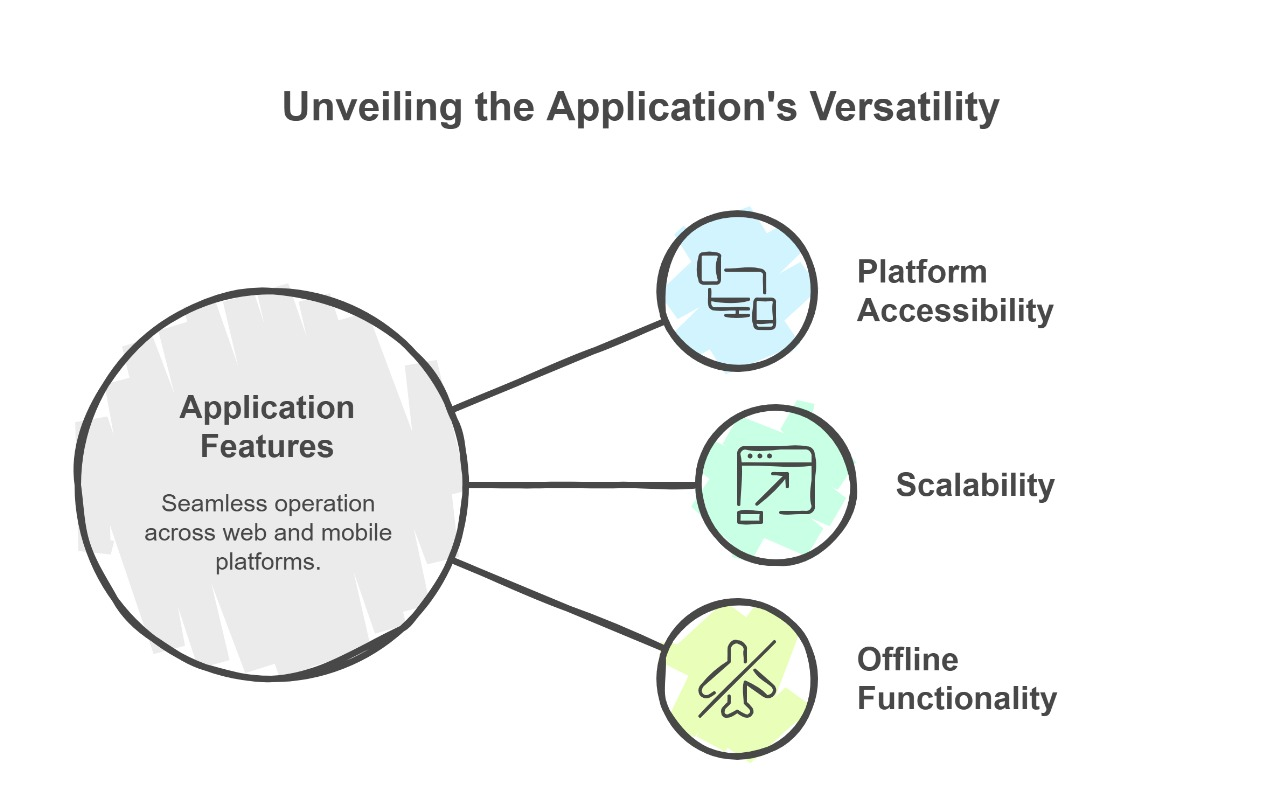 Unveiling the Application's Versatility
Application
Features
Seamless operation
across web and mobile
platforms.
Platform
Accessibility
Scalability
Offline
Functionality